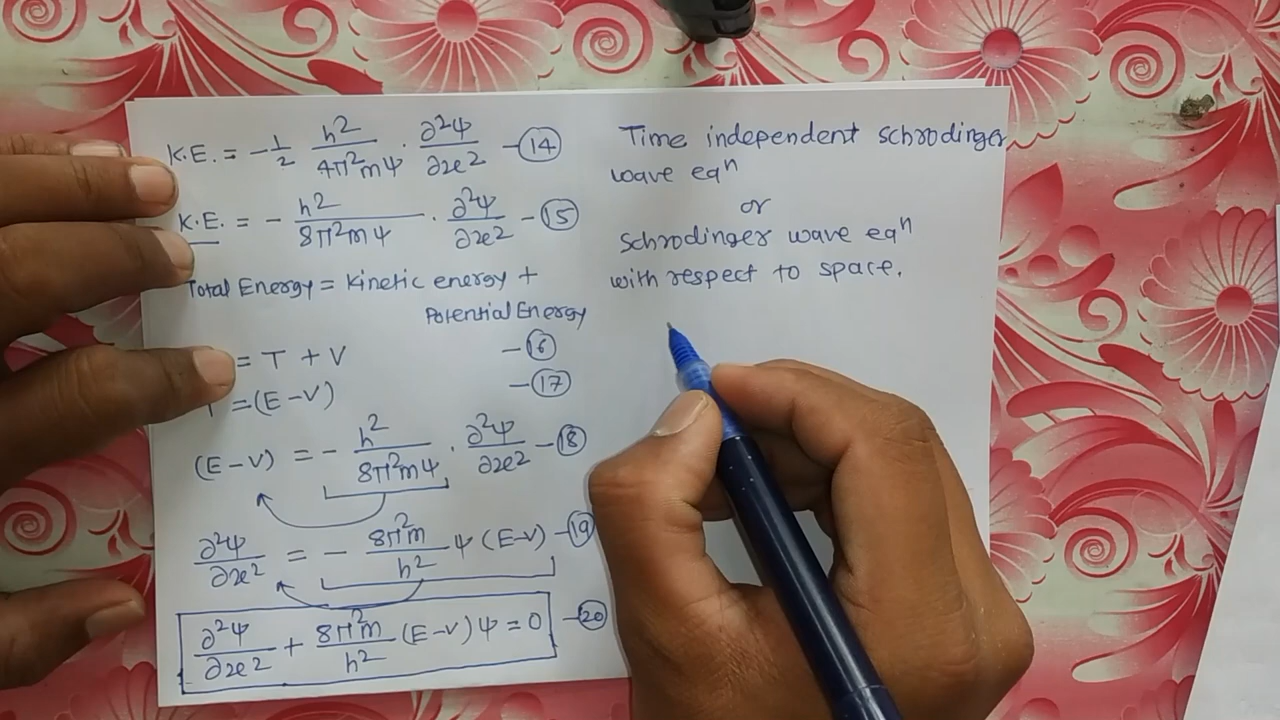 K.E. = -1/2 h²/4π²mψ · ∂²ψ/∂x² -(14)
K.E. = - h²/8π²mψ · ∂²ψ/∂x² -(15)
Total Energy = Kinetic energy +
Potential Energy
= T + V -(16)
= (E-V) -(17)
(E-V) = - h²/8π²mψ · ∂²ψ/∂x² -(18)
∂²ψ/∂x² = - 8π²m/h² ψ (E-V) -(19)
∂²ψ/∂x² + 8π²m/h² (E-V) ψ = 0 -(20)
Time independent schrodinger
wave eqⁿ
or
schrodinger wave eqⁿ
with respect to space.